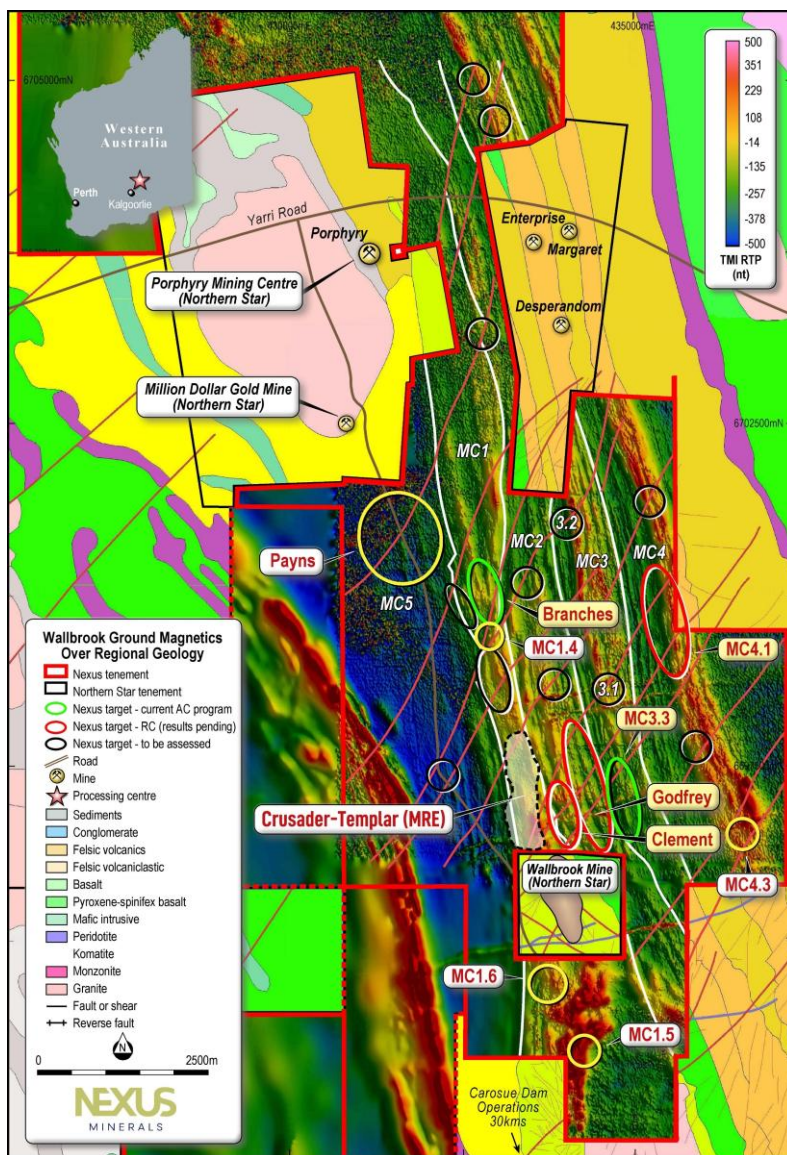 430000mE
435000mE
6705000mN
Western
Australia
Perth
Kalgoorlie
500
351
229
108
-14
-135
-257
-378
-500
TMI RTP
(nt)
Yarri Road
Porphyry
Enterprise
Margaret
Porphyry Mining Centre
(Northern Star)
Desperandom
Million Dollar Gold Mine
(Northern Star)
6702500mN
MC1
3.2
MC2
MC3
MC4
Payns
MC5
Branches
MC1.4
MC4.1
3.1
MC3.3
Godfrey
Crusader-Templar (MRE)
Clement
MC4.3
Wallbrook Mine
(Northern Star)
MC1.6
MC1.5
Carosue Dam
Operations
30kms
Wallbrook Ground Magnetics
Over Regional Geology
Nexus tenement
Northern Star tenement
Nexus target - current AC program
Nexus target - RC (results pending)
Nexus target - to be assessed
Road
Mine
Processing centre
Sediments
Conglomerate
Felsic volcanics
Felsic volcaniclastic
Basalt
Pyroxene-spinifex basalt
Mafic intrusive
Peridotite
Komatite
Monzonite
Granite
Fault or shear
Reverse fault
N
0 2500m
NEXUS
MINERALS